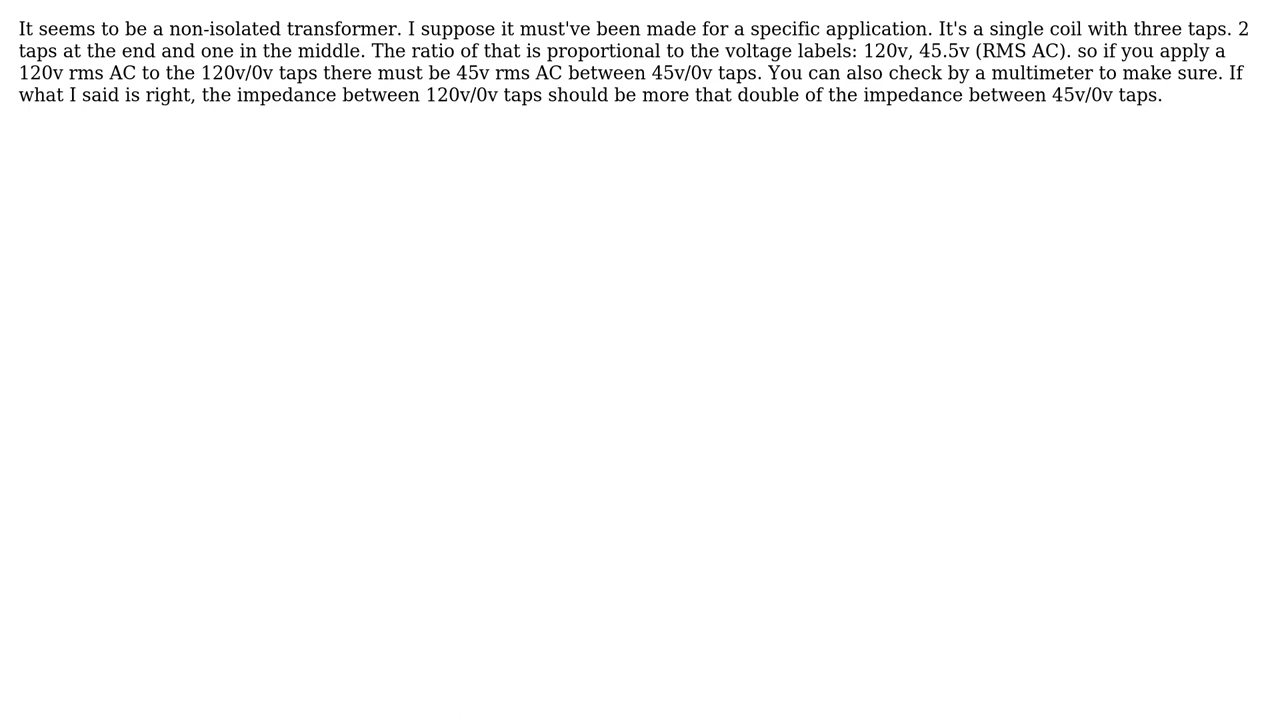 It seems to be a non-isolated transformer. I suppose it must've been made for a specific application. It's a single coil with three taps. 2
taps at the end and one in the middle. The ratio of that is proportional to the voltage labels: 120v, 45.5v (RMS AC). so if you apply a
120v rms AC to the 120v/0v taps there must be 45v rms AC between 45v/0v taps. You can also check by a multimeter to make sure. If
what I said is right, the impedance between 120v/0v taps should be more that double of the impedance between 45v/0v taps.